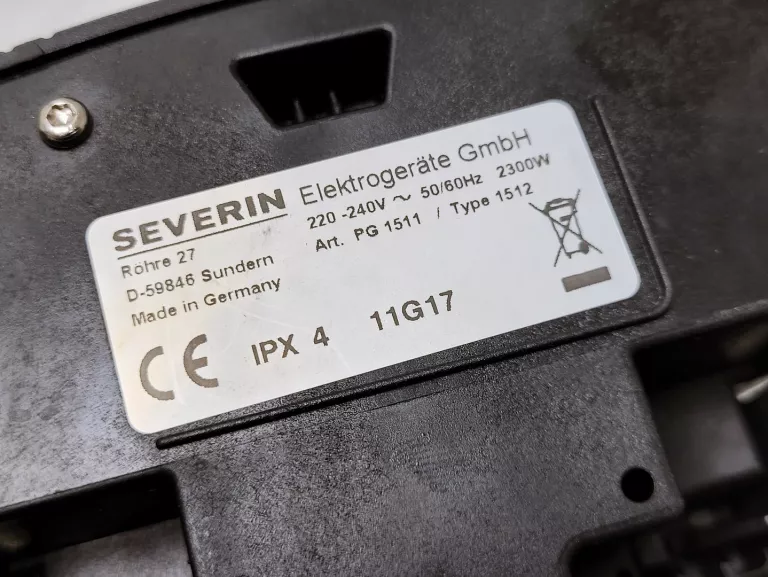 SEVERIN Elektrogeräte GmbH
Röhre 27
D-59846 Sundern
Made in Germany
220 -240V ~ 50/60Hz 2300W
Art. PG 1511 / Type 1512
CE IPX 4 11G17